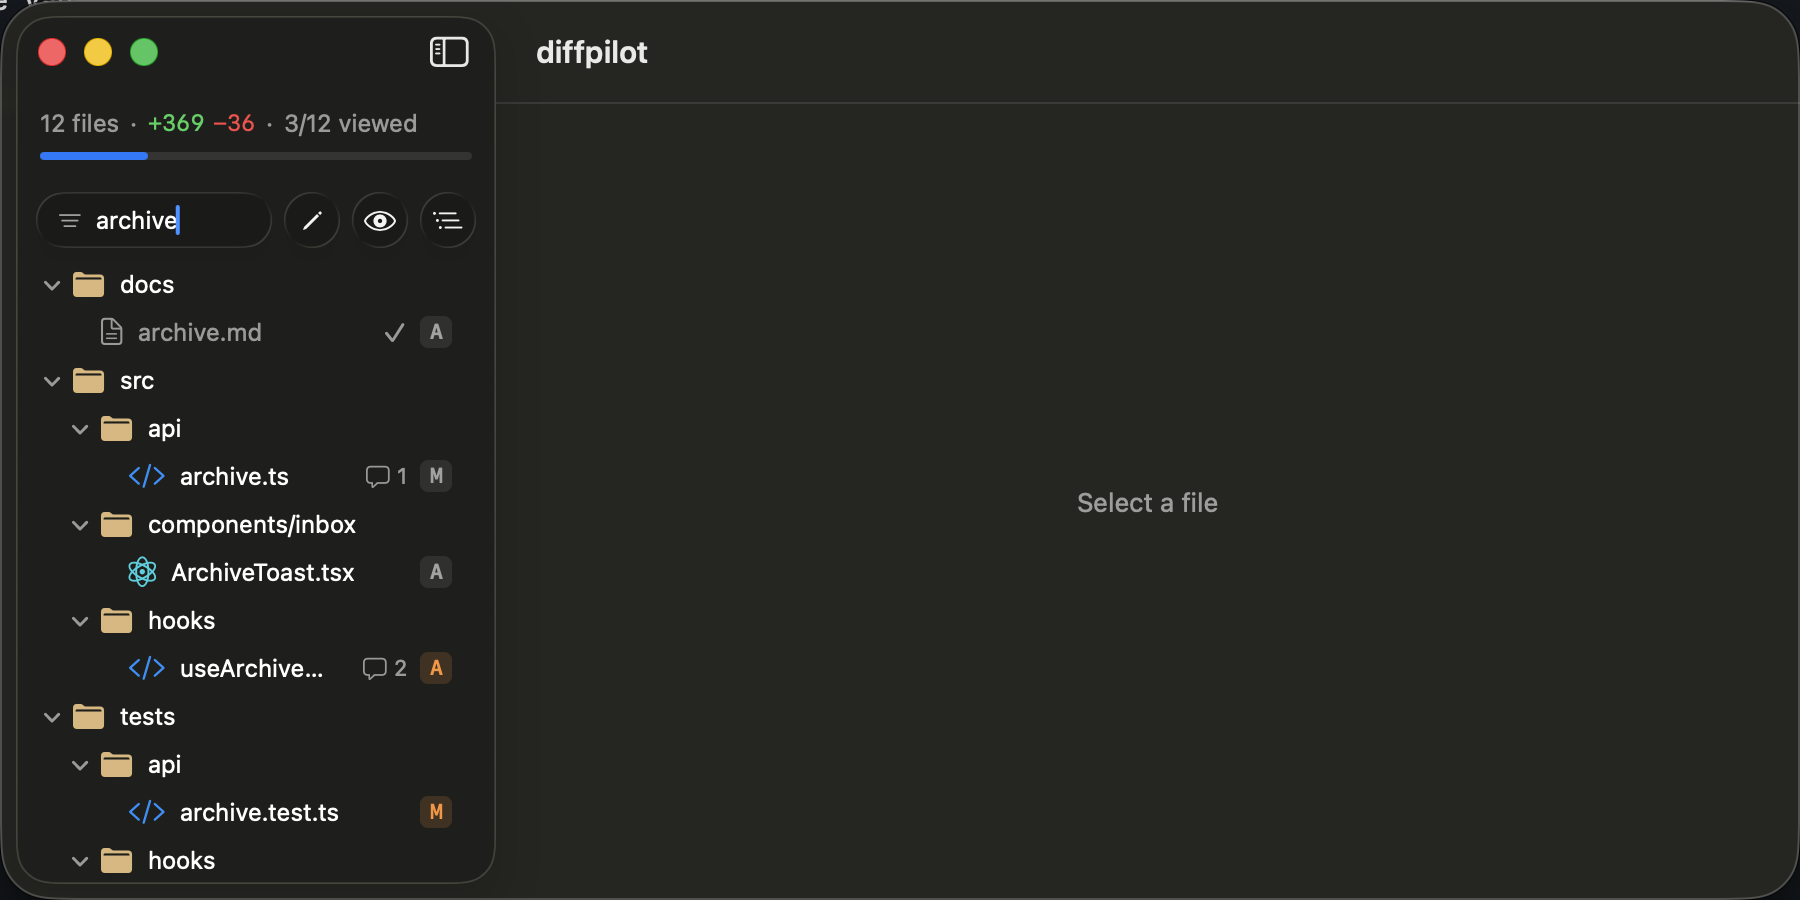 diffpilot
12 files · +369 −36 · 3/12 viewed
archive
docs
archive.md A
src
api
archive.ts 1 M
components/inbox
ArchiveToast.tsx A
hooks
useArchive... 2 A
tests
api
archive.test.ts M
hooks
Select a file